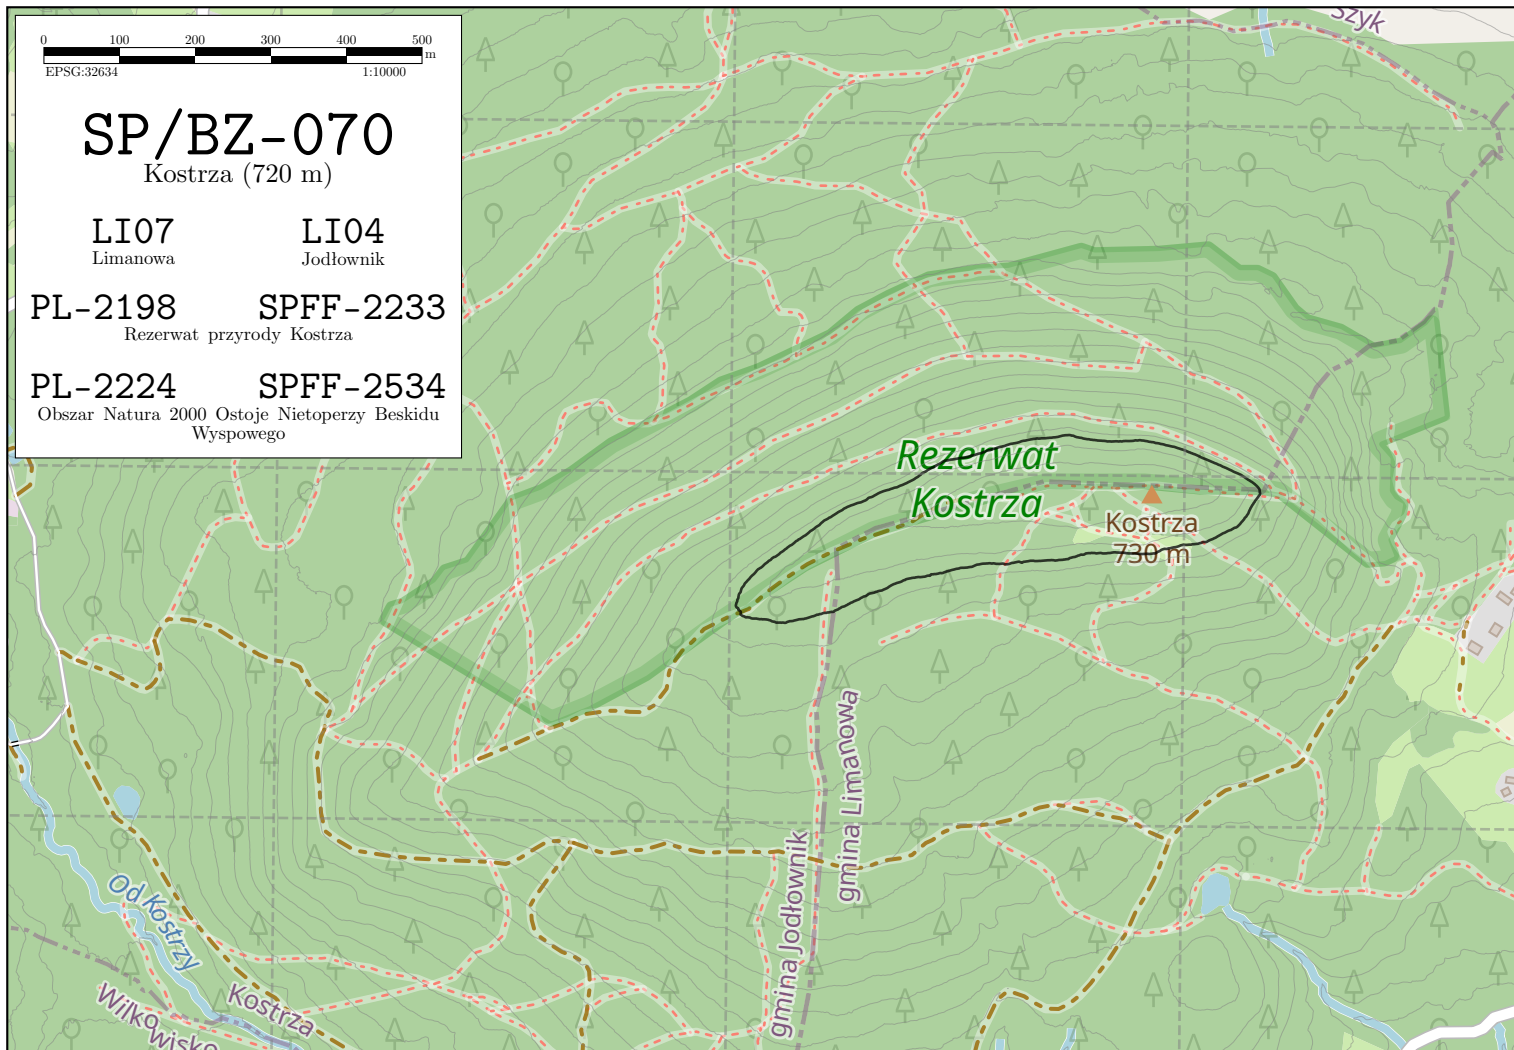 0 100 200 300 400 500
m
EPSG:32634 1:10000
SP/BZ-070
Kostrza (720 m)
LI07 LI04
Limanowa Jodłownik
PL-2198 SPFF-2233
Rezerwat przyrody Kostrza
PL-2224 SPFF-2534
Obszar Natura 2000 Ostoje Nietoperzy Beskidu
Wyspowego
Szyk
Rezerwat
Kostrza
Kostrza
730 m
gmina Limanowa
gmina Jodłownik
Od Kostrzy
Kostrza
Wilko
wisko